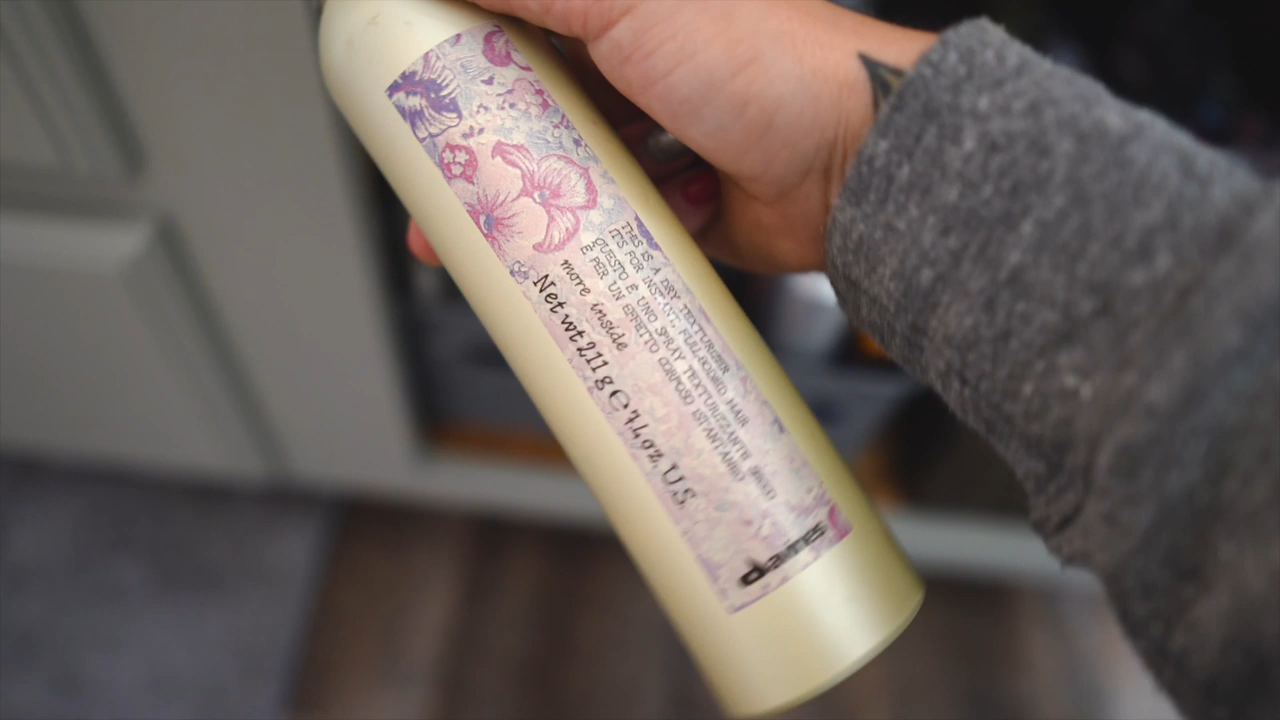 THIS IS A DRY TEXTURIZER
IT'S FOR INSTANT FULL-BODIED HAIR
QUESTO È UNO SPRAY TEXTURIZZANTE SECCO
È PER UN EFFETTO CORPOSO ISTANTANEO
more inside
Net wt 211 g ℮ 7.4 oz. U.S.
davines